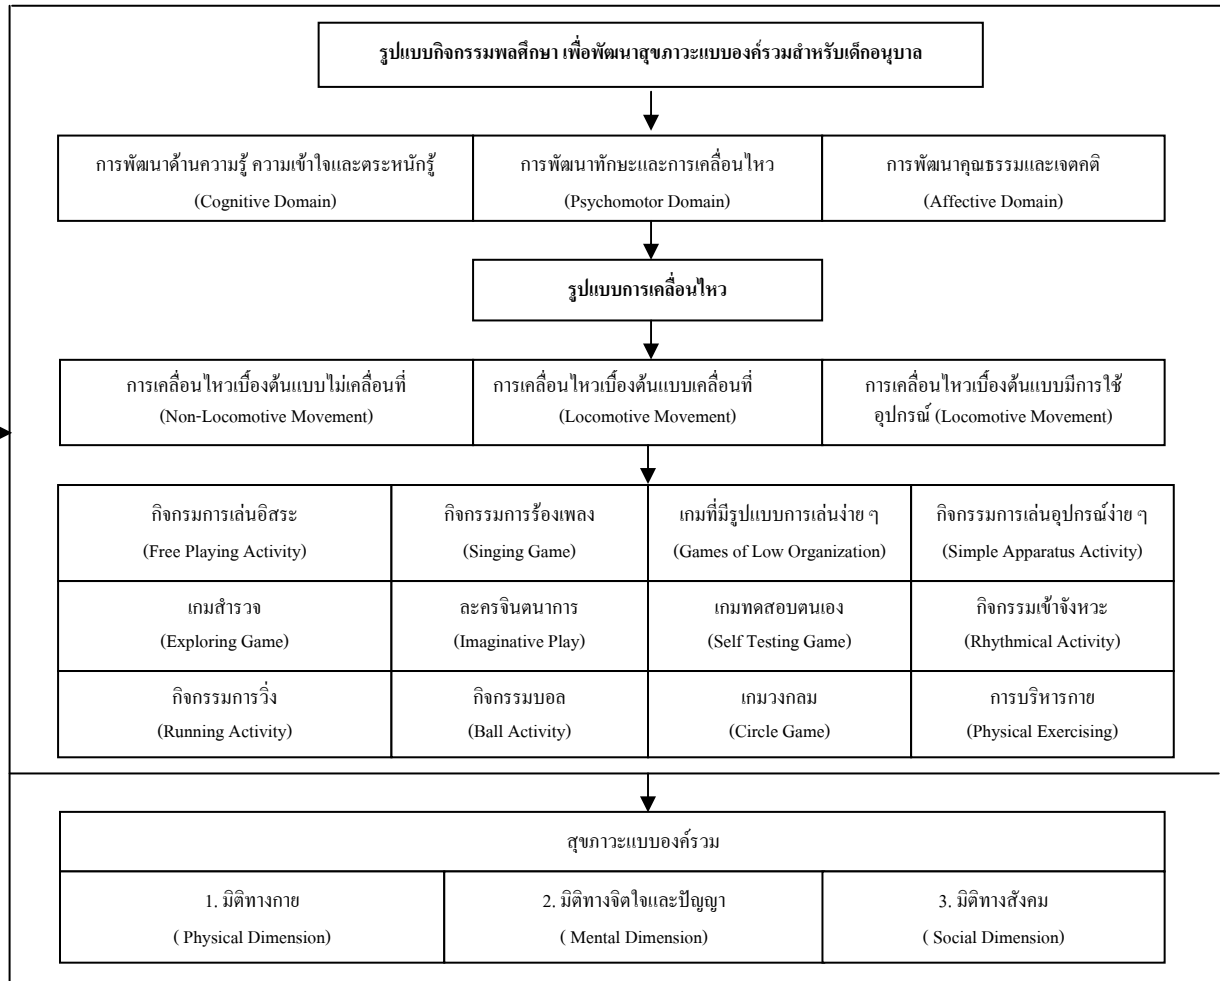 รูปแบบกิจกรรมพลศึกษา เพื่อพัฒนาสุขภาวะแบบองค์รวมสำหรับเด็กอนุบาล
การพัฒนาด้านความรู้ ความเข้าใจและตระหนักรู้
(Cognitive Domain)
การพัฒนาทักษะและการเคลื่อนไหว
(Psychomotor Domain)
การพัฒนาคุณธรรมและเจตคติ
(Affective Domain)
รูปแบบการเคลื่อนไหว
การเคลื่อนไหวเบื้องต้นแบบไม่เคลื่อนที่
(Non-Locomotive Movement)
การเคลื่อนไหวเบื้องต้นแบบเคลื่อนที่
(Locomotive Movement)
การเคลื่อนไหวเบื้องต้นแบบมีการใช้
อุปกรณ์ (Locomotive Movement)
กิจกรมการเล่นอิสระ
(Free Playing Activity)
กิจกรรมการร้องเพลง
(Singing Game)
เกมที่มีรูปแบบการเล่นง่าย ๆ
(Games of Low Organization)
กิจกรรมการเล่นอุปกรณ์ง่าย ๆ
(Simple Apparatus Activity)
เกมสำรวจ
(Exploring Game)
ละครจินตนาการ
(Imaginative Play)
เกมทดสอบตนเอง
(Self Testing Game)
กิจกรรมเข้าจังหวะ
(Rhythmical Activity)
กิจกรรมการวิ่ง
(Running Activity)
กิจกรรมบอล
(Ball Activity)
เกมวงกลม
(Circle Game)
การบริหารกาย
(Physical Exercising)
สุขภาวะแบบองค์รวม
1. มิติทางกาย
( Physical Dimension)
2. มิติทางจิตใจและปัญญา
( Mental Dimension)
3. มิติทางสังคม
( Social Dimension)